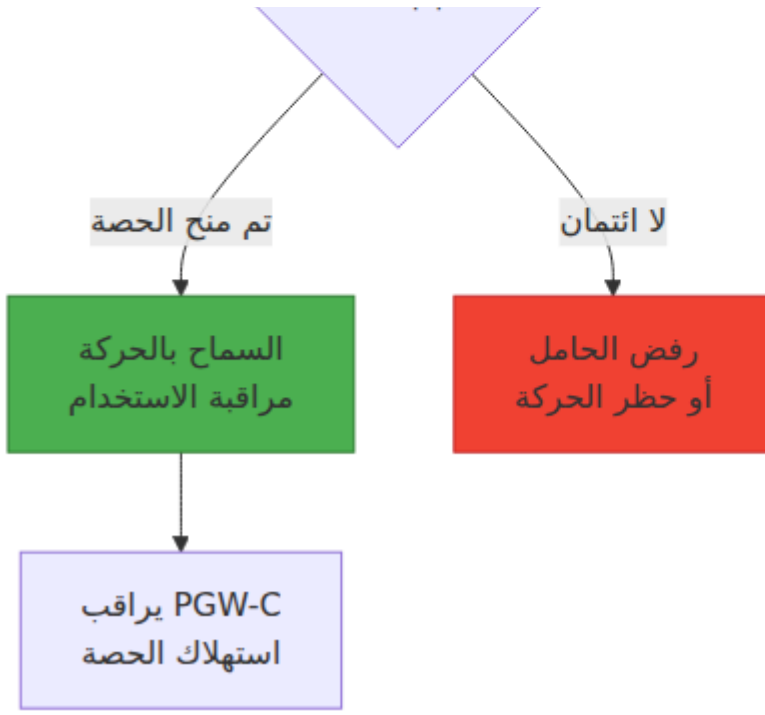 تم منح الحصة
لا ائتمان
السماح بالحركة
مراقبة الاستخدام
رفض الحامل
أو حظر الحركة
PGW-C يراقب
استهلاك الحصة